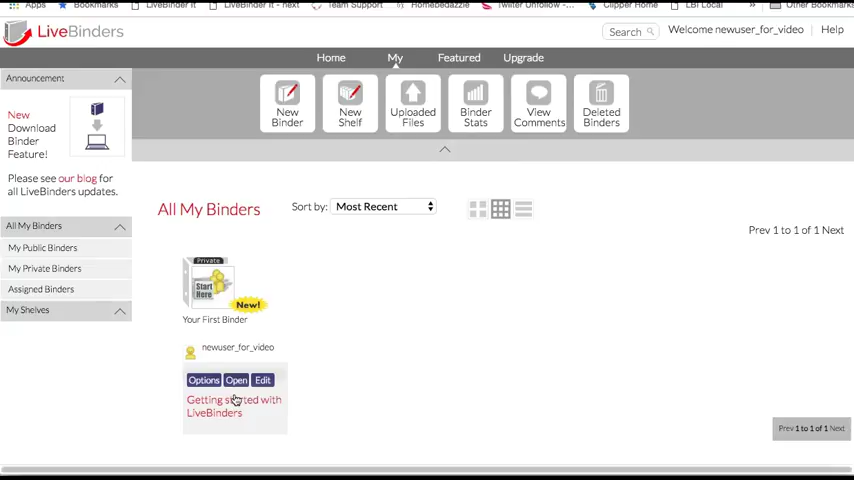 Apps
Bookmarks
LiveBinder It
LiveBinder It - next
Team Support
Homebedazzle
Twiter Unfollow -...
Clipper Home
LBI Local
Other Bookmarks
LiveBinders
Search
Welcome newuser_for_video
Help
Home
My
Featured
Upgrade
Announcement
New
Download
Binder
Feature!
Please see our blog for
all LiveBinders updates.
New
Binder
New
Shelf
Uploaded
Files
Binder
Stats
View
Comments
Deleted
Binders
All My Binders
My Public Binders
My Private Binders
Assigned Binders
My Shelves
All My Binders
Sort by:
Most Recent
Prev 1 to 1 of 1 Next
Private
Start
Here
New!
Your First Binder
newuser_for_video
Options
Open
Edit
Getting started with
LiveBinders
Prev 1 to 1 of 1 Next